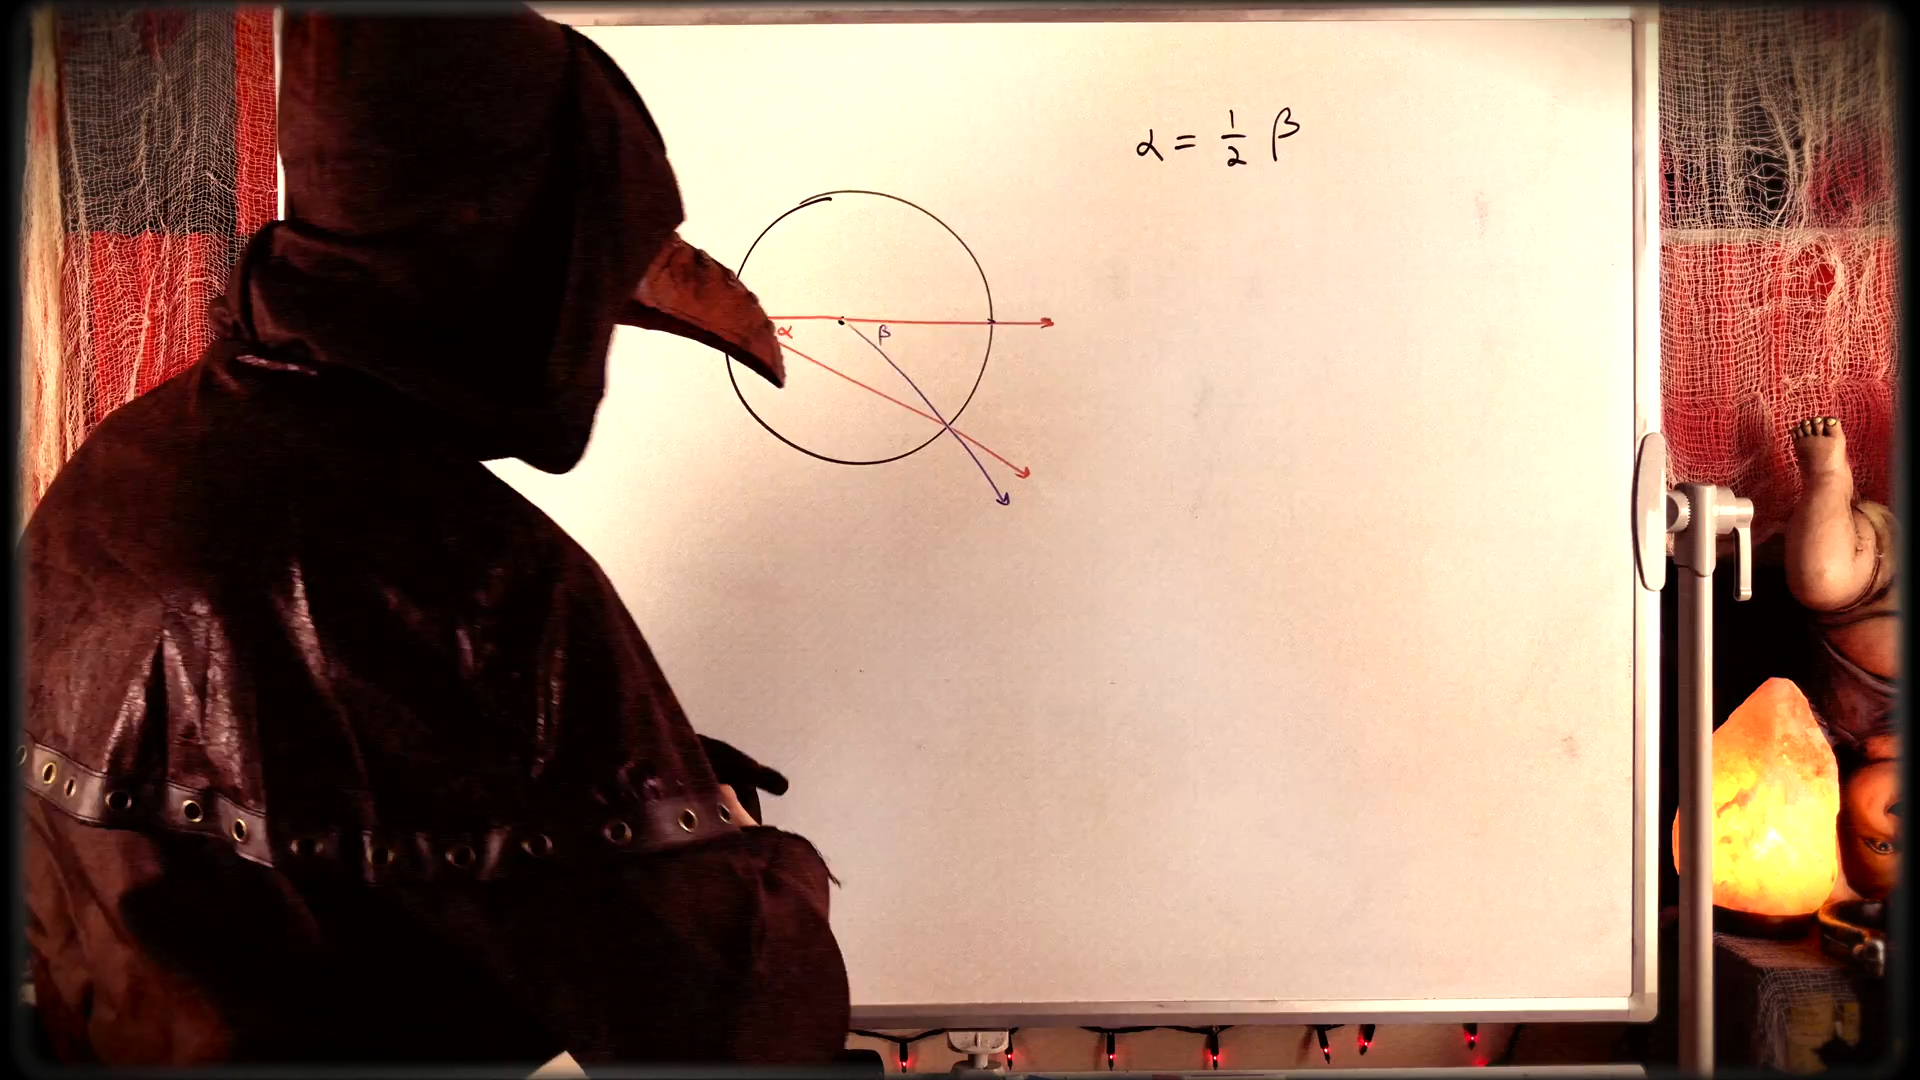 α = 1/2 β
α β